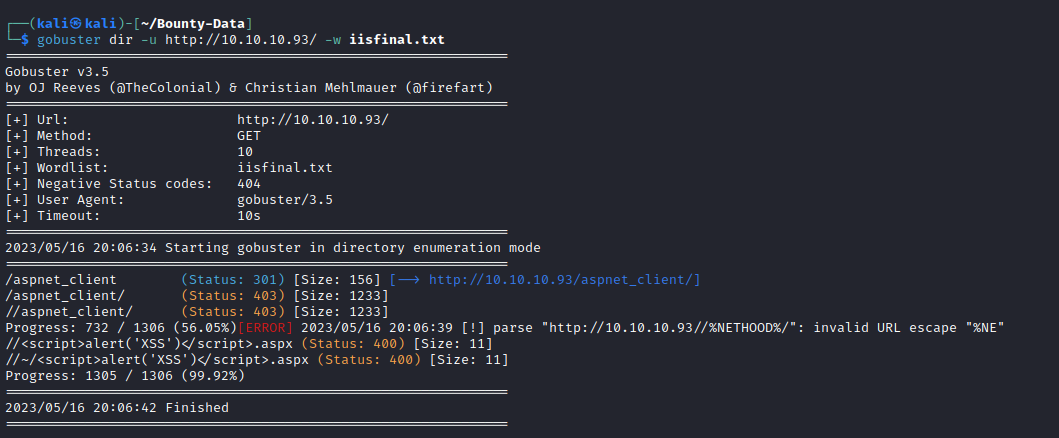 ┌──(kali㉿kali)-[~/Bounty-Data]
└─$ gobuster dir -u http://10.10.10.93/ -w iisfinal.txt
===============================================================
Gobuster v3.5
by OJ Reeves (@TheColonial) & Christian Mehlmauer (@firefart)
===============================================================
[+] Url:                     http://10.10.10.93/
[+] Method:                  GET
[+] Threads:                 10
[+] Wordlist:                iisfinal.txt
[+] Negative Status codes:   404
[+] User Agent:              gobuster/3.5
[+] Timeout:                 10s
===============================================================
2023/05/16 20:06:34 Starting gobuster in directory enumeration mode
===============================================================
/aspnet_client        (Status: 301) [Size: 156] [--> http://10.10.10.93/aspnet_client/]
/aspnet_client/       (Status: 403) [Size: 1233]
//aspnet_client/      (Status: 403) [Size: 1233]
Progress: 732 / 1306 (56.05%)[ERROR] 2023/05/16 20:06:39 [!] parse "http://10.10.10.93//%NETHOOD%/": invalid URL escape "%NE"
//<script>alert('XSS')</script>.aspx (Status: 400) [Size: 11]
//~/<script>alert('XSS')</script>.aspx (Status: 400) [Size: 11]
Progress: 1305 / 1306 (99.92%)
===============================================================
2023/05/16 20:06:42 Finished
===============================================================